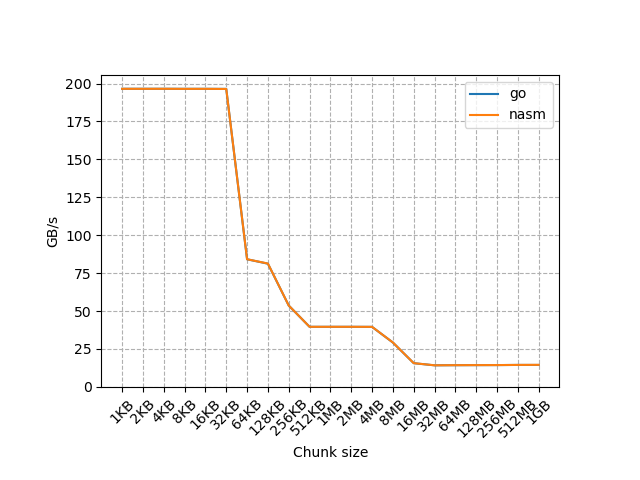 200
175
150
125
100
75
50
25
0
GB/s
go
nasm
1KB
2KB
4KB
8KB
16KB
32KB
64KB
128KB
256KB
512KB
1MB
2MB
4MB
8MB
16MB
32MB
64MB
128MB
256MB
512MB
1GB
Chunk size